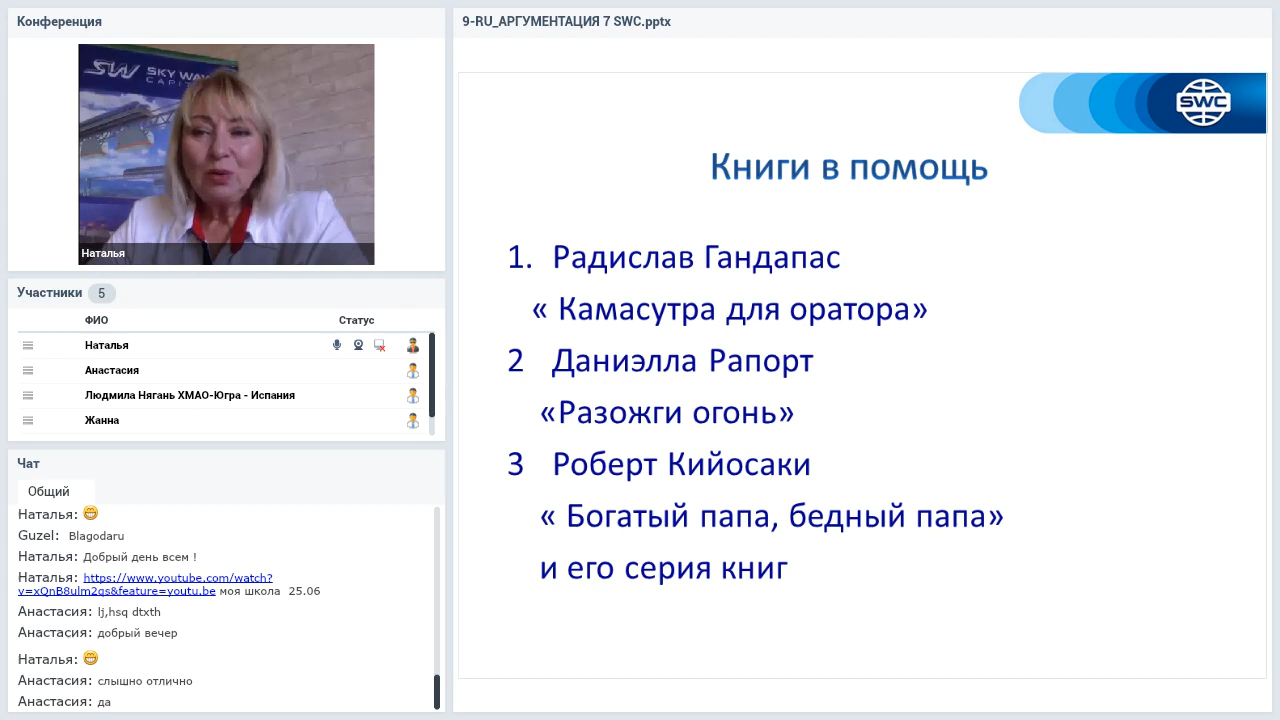 Конференция
SW SKY WAY
CAPIT
Наталья
Участники 5
ФИО Статус
Наталья
Анастасия
Людмила Нягань ХМАО-Югра - Испания
Жанна
Чат
Общий
Наталья:
Guzel: Blagodaru
Наталья: Добрый день всем !
Наталья: https://www.youtube.com/watch?
v=xQnB8ulm2qs&feature=youtu.be моя школа 25.06
Анастасия: lj,hsq dtxth
Анастасия: добрый вечер
Наталья:
Анастасия: слышно отлично
Анастасия: да
9-RU_АРГУМЕНТАЦИЯ 7 SWC.pptx
SWC
Книги в помощь
1. Радислав Гандапас
« Камасутра для оратора»
2 Даниэлла Рапорт
«Разожги огонь»
3 Роберт Кийосаки
« Богатый папа, бедный папа»
и его серия книг